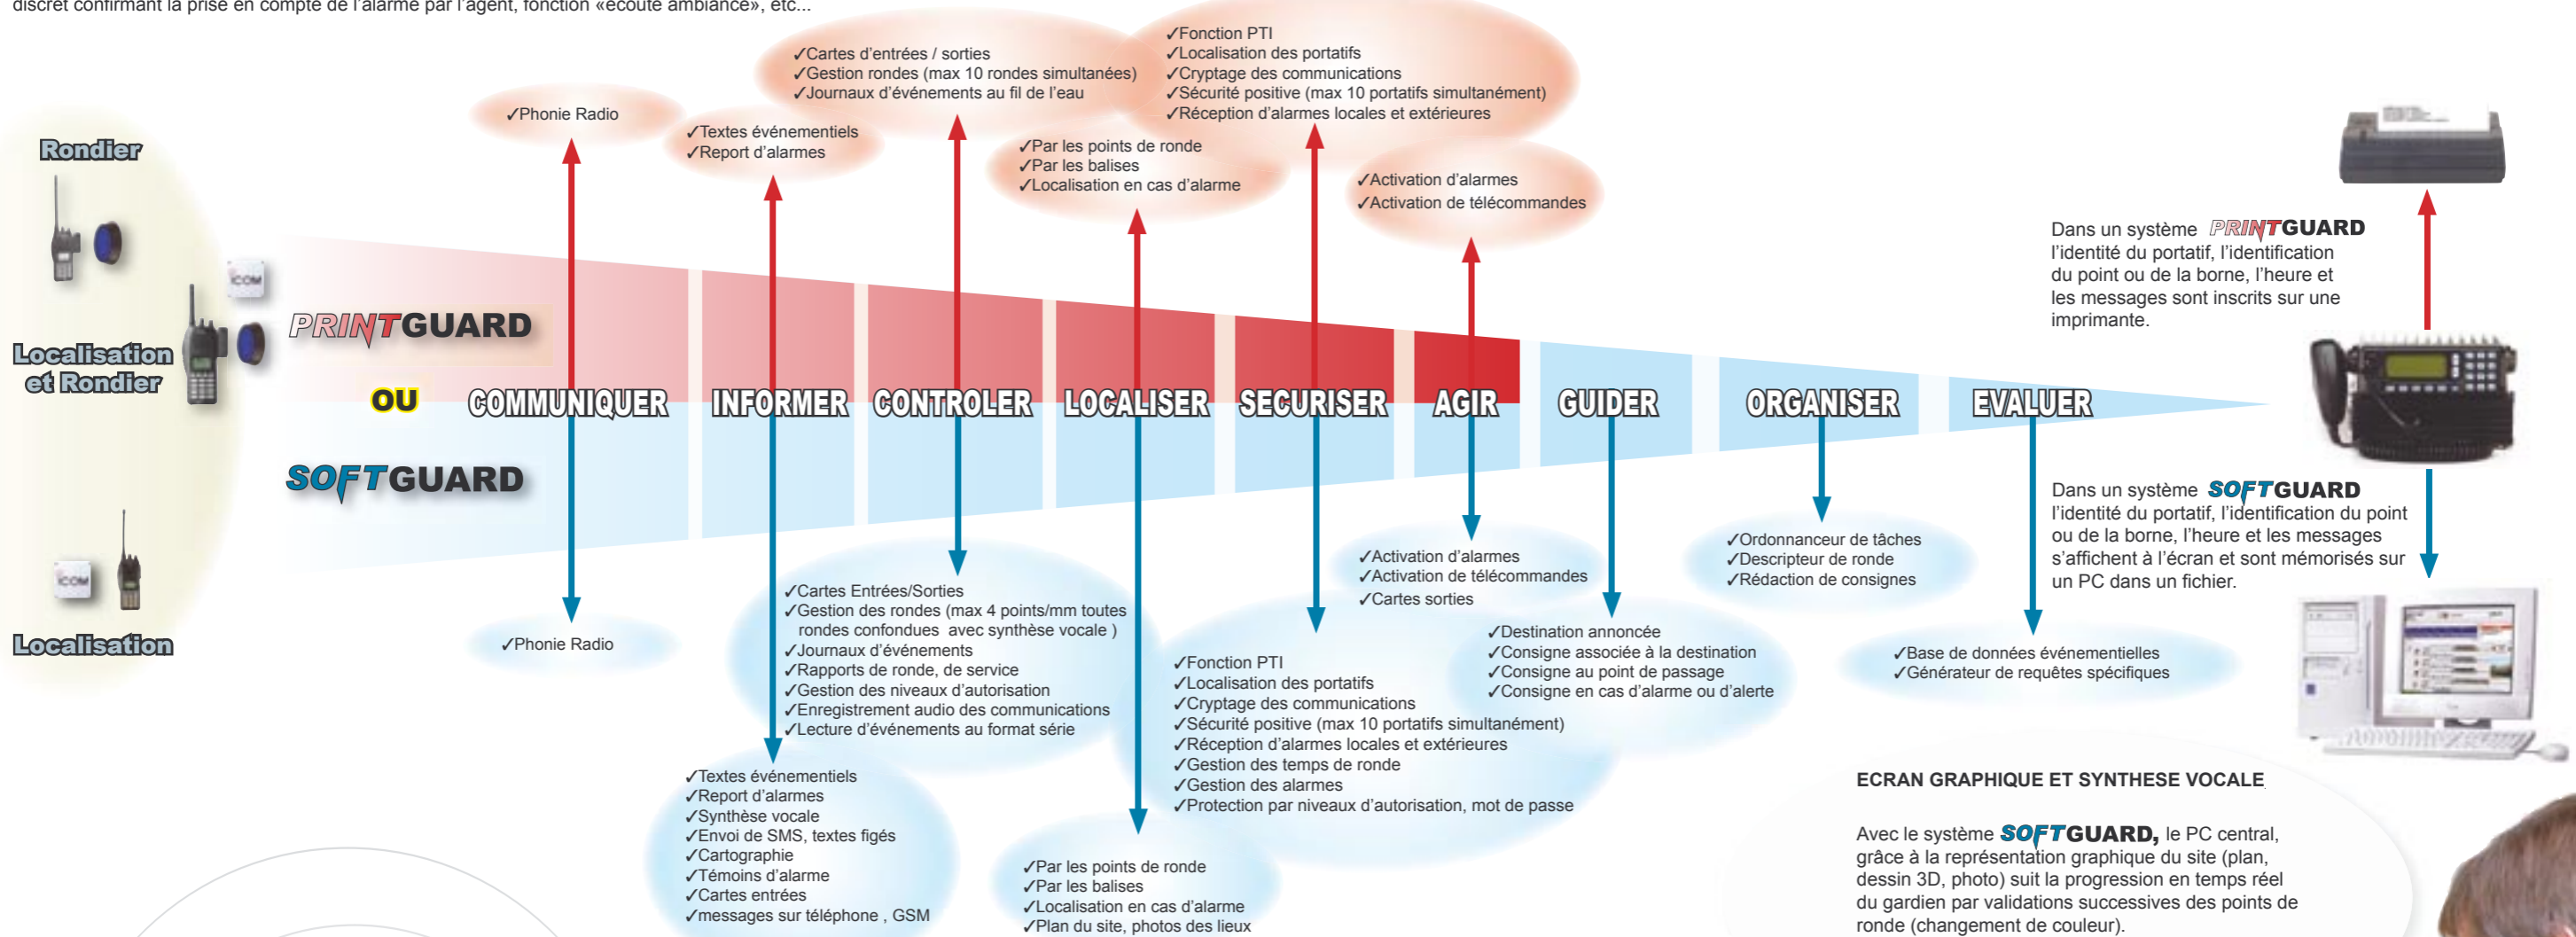 discret confirmant la prise en compte de l'alarme par l'agent, fonction «écoute ambiance», etc...
✓Phonie Radio
✓Textes événementiels
✓Report d'alarmes
✓Cartes d'entrées / sorties
✓Gestion rondes (max 10 rondes simultanées)
✓Journaux d'événements au fil de l'eau
✓Par les points de ronde
✓Par les balises
✓Localisation en cas d'alarme
✓Fonction PTI
✓Localisation des portatifs
✓Cryptage des communications
✓Sécurité positive (max 10 portatifs simultanément)
✓Réception d'alarmes locales et extérieures
✓Activation d'alarmes
✓Activation de télécommandes
Rondier
ICOM
Localisation
et Rondier
ICOM
Localisation
PRINTGUARD
OU
SOFTGUARD
COMMUNIQUER
INFORMER
CONTROLER
LOCALISER
SECURISER
AGIR
GUIDER
ORGANISER
EVALUER
✓Phonie Radio
✓Textes événementiels
✓Report d'alarmes
✓Synthèse vocale
✓Envoi de SMS, textes figés
✓Cartographie
✓Témoins d'alarme
✓Cartes entrées
✓messages sur téléphone , GSM
✓Cartes Entrées/Sorties
✓Gestion des rondes (max 4 points/mm toutes
rondes confondues avec synthèse vocale )
✓Journaux d'événements
✓Rapports de ronde, de service
✓Gestion des niveaux d'autorisation
✓Enregistrement audio des communications
✓Lecture d'événements au format série
✓Par les points de ronde
✓Par les balises
✓Localisation en cas d'alarme
✓Plan du site, photos des lieux
✓Fonction PTI
✓Localisation des portatifs
✓Cryptage des communications
✓Sécurité positive (max 10 portatifs simultanément)
✓Réception d'alarmes locales et extérieures
✓Gestion des temps de ronde
✓Gestion des alarmes
✓Protection par niveaux d'autorisation, mot de passe
✓Activation d'alarmes
✓Activation de télécommandes
✓Cartes sorties
✓Destination annoncée
✓Consigne associée à la destination
✓Consigne au point de passage
✓Consigne en cas d'alarme ou d'alerte
✓Ordonnanceur de tâches
✓Descripteur de ronde
✓Rédaction de consignes
✓Base de données événementielles
✓Générateur de requêtes spécifiques
Dans un système PRINTGUARD
l'identité du portatif, l'identification
du point ou de la borne, l'heure et
les messages sont inscrits sur une
imprimante.
Dans un système SOFTGUARD
l'identité du portatif, l'identification du point
ou de la borne, l'heure et les messages
s'affichent à l'écran et sont mémorisés sur
un PC dans un fichier.
ECRAN GRAPHIQUE ET SYNTHESE VOCALE
Avec le système SOFTGUARD, le PC central,
grâce à la représentation graphique du site (plan,
dessin 3D, photo) suit la progression en temps réel
du gardien par validations successives des points de
ronde (changement de couleur).